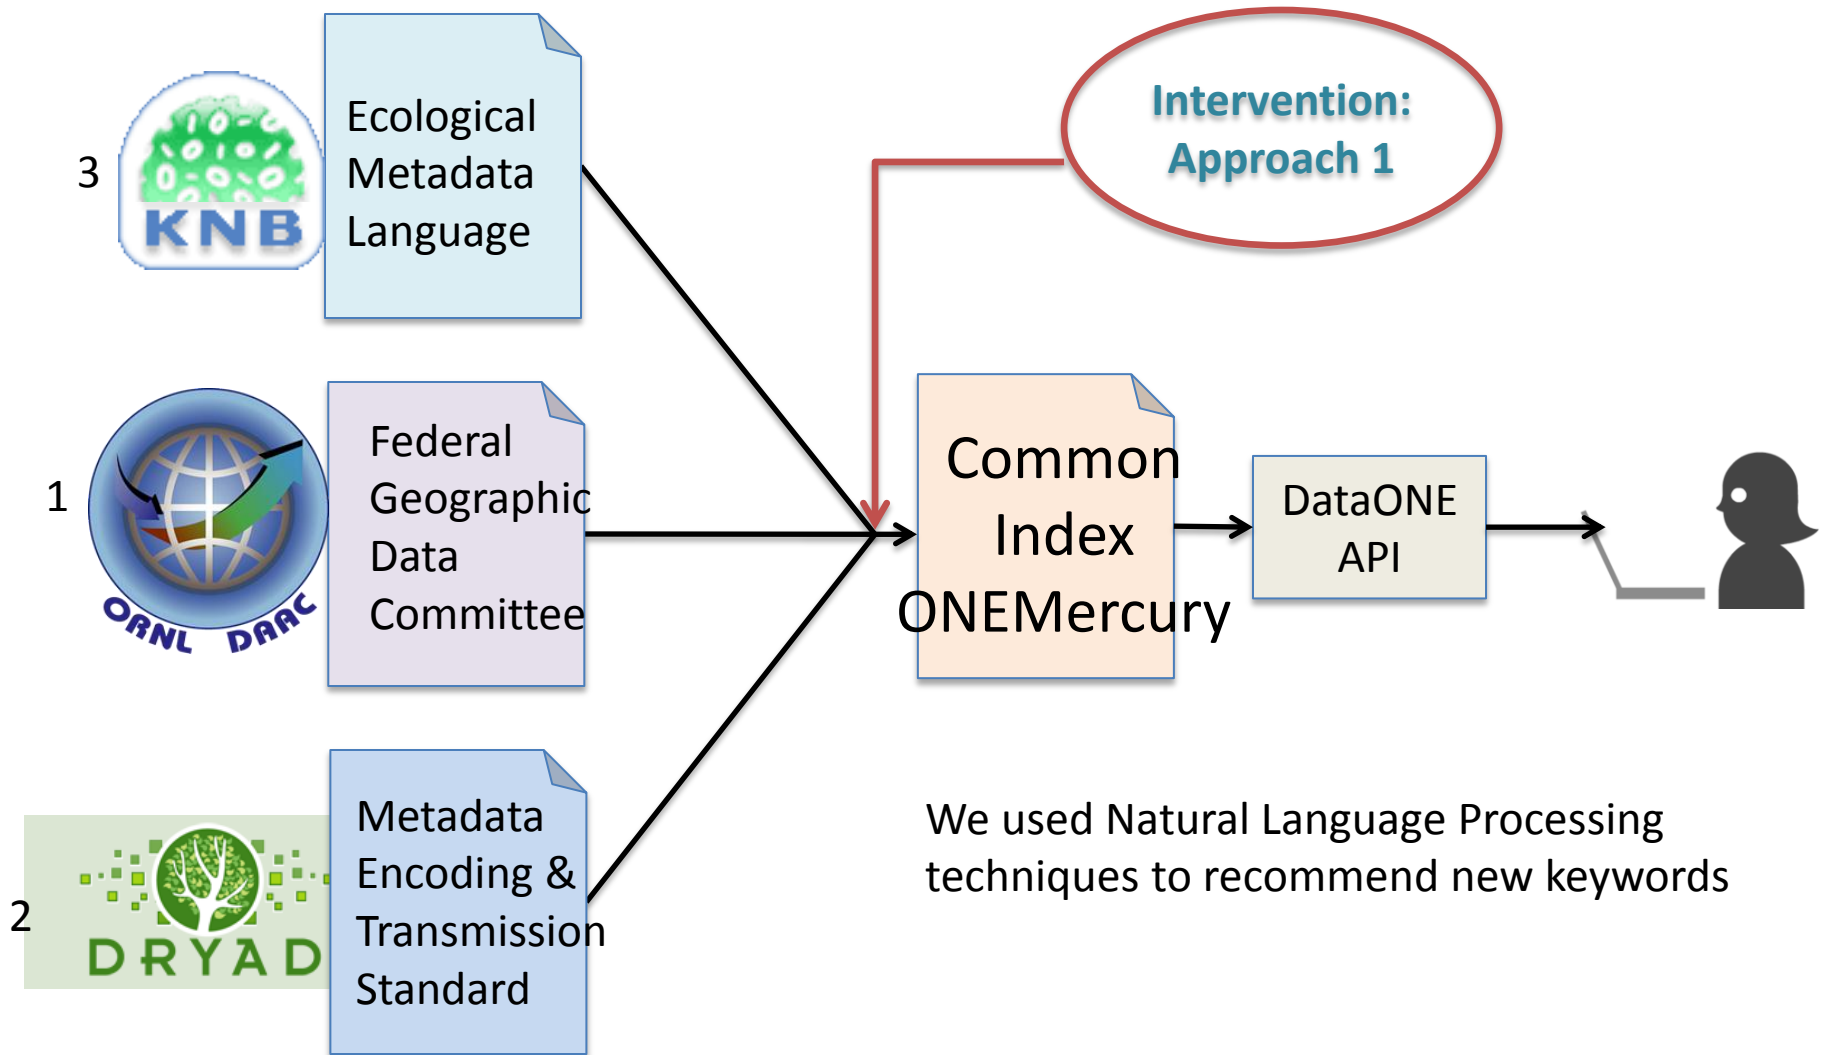 3
KNB
Ecological
Metadata
Language
Intervention:
Approach 1
1
ORNL DAAC
Federal
Geographic
Data
Committee
Common
Index
ONEMercury
DataONE
API
2
DRYAD
Metadata
Encoding &
Transmission
Standard
We used Natural Language Processing
techniques to recommend new keywords